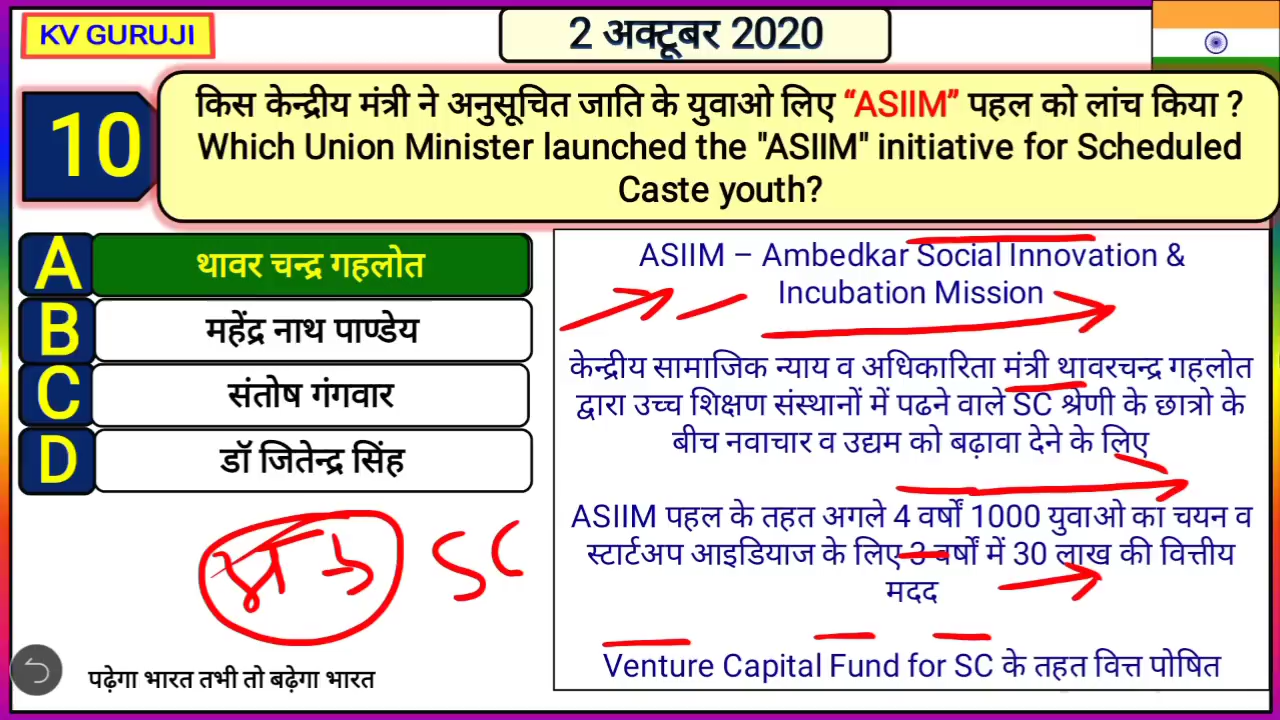 KV GURUJI
2 अक्टूबर 2020
10
किस केन्द्रीय मंत्री ने अनुसूचित जाति के युवाओ लिए “ASIIM” पहल को लांच किया ?
Which Union Minister launched the "ASIIM" initiative for Scheduled
Caste youth?
A थावर चन्द्र गहलोत
B महेंद्र नाथ पाण्डेय
C संतोष गंगवार
D डॉ जितेन्द्र सिंह
ASIIM – Ambedkar Social Innovation &
Incubation Mission
केन्द्रीय सामाजिक न्याय व अधिकारिता मंत्री थावरचन्द्र गहलोत
द्वारा उच्च शिक्षण संस्थानों में पढने वाले SC श्रेणी के छात्रो के
बीच नवाचार व उद्यम को बढ़ावा देने के लिए
ASIIM पहल के तहत अगले 4 वर्षों 1000 युवाओ का चयन व
स्टार्टअप आइडियाज के लिए 3 वर्षों में 30 लाख की वित्तीय
मदद
Venture Capital Fund for SC के तहत वित्त पोषित
SC
पढ़ेगा भारत तभी तो बढ़ेगा भारत